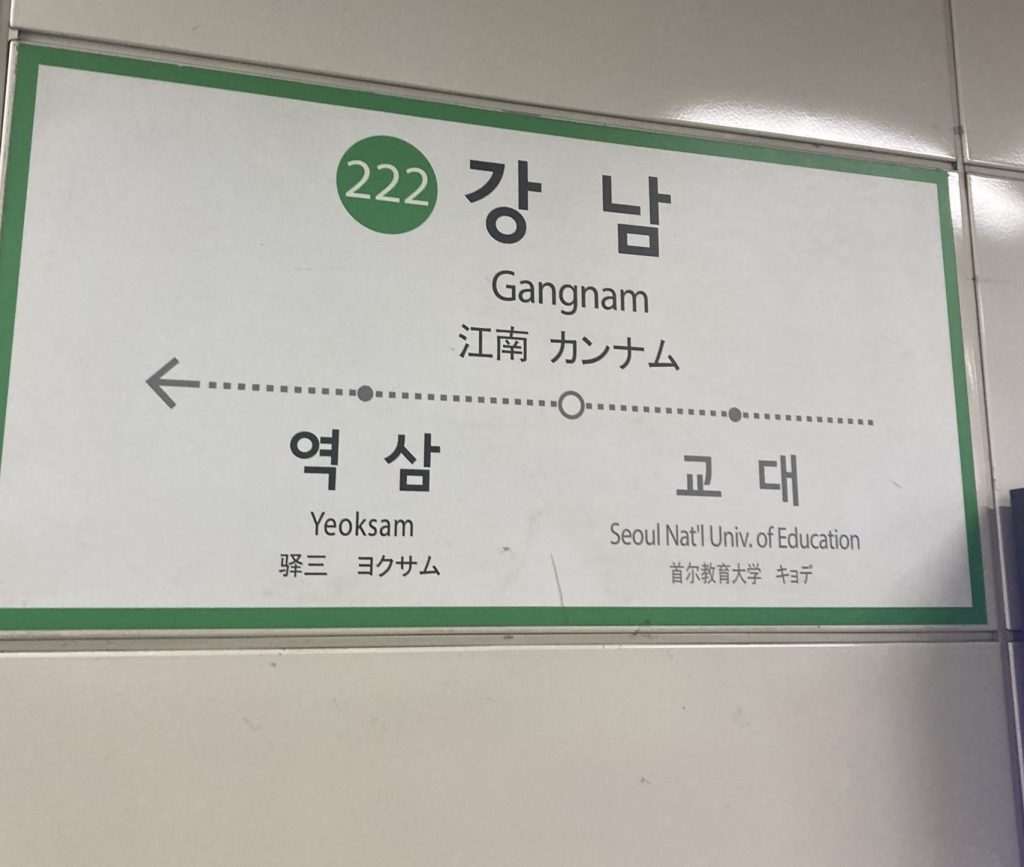 222 강남
Gangnam
江南 カンナム
역삼 교대
Yeoksam Seoul Nat'l Univ. of Education
驿三 ヨクサム 首尔教育大学 キョデ